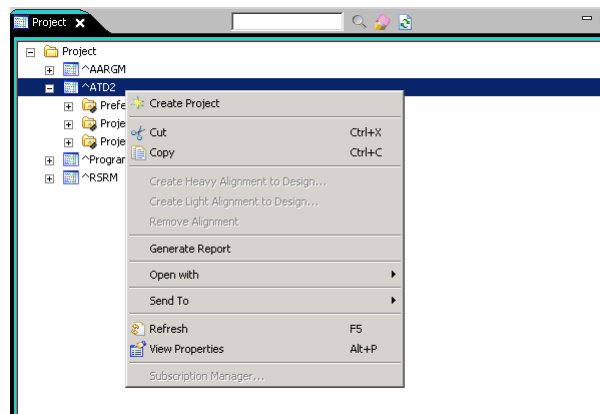 Project
Project
^AARGM
^ATD2
Prefe
Proje
Proje
^Program
^RSRM
Create Project
Cut Ctrl+X
Copy Ctrl+C
Create Heavy Alignment to Design...
Create Light Alignment to Design...
Remove Alignment
Generate Report
Open with
Send To
Refresh F5
View Properties Alt+P
Subscription Manager...